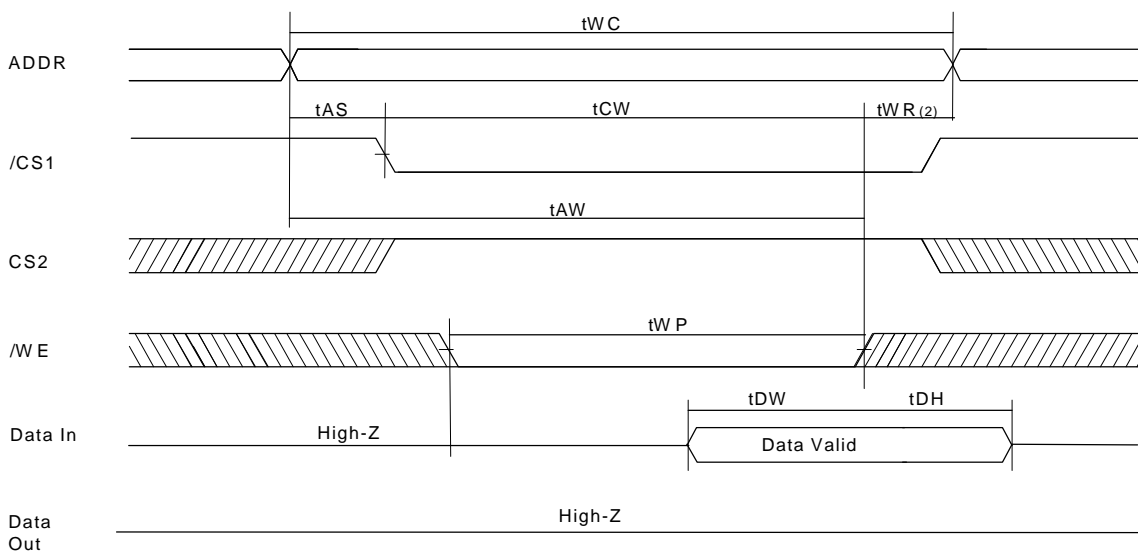 tWC
ADDR
tAS
tCW
tWR(2)
/CS1
tAW
CS2
tWP
/WE
tDW
tDH
Data In
High-Z
Data Valid
High-Z
Data
Out